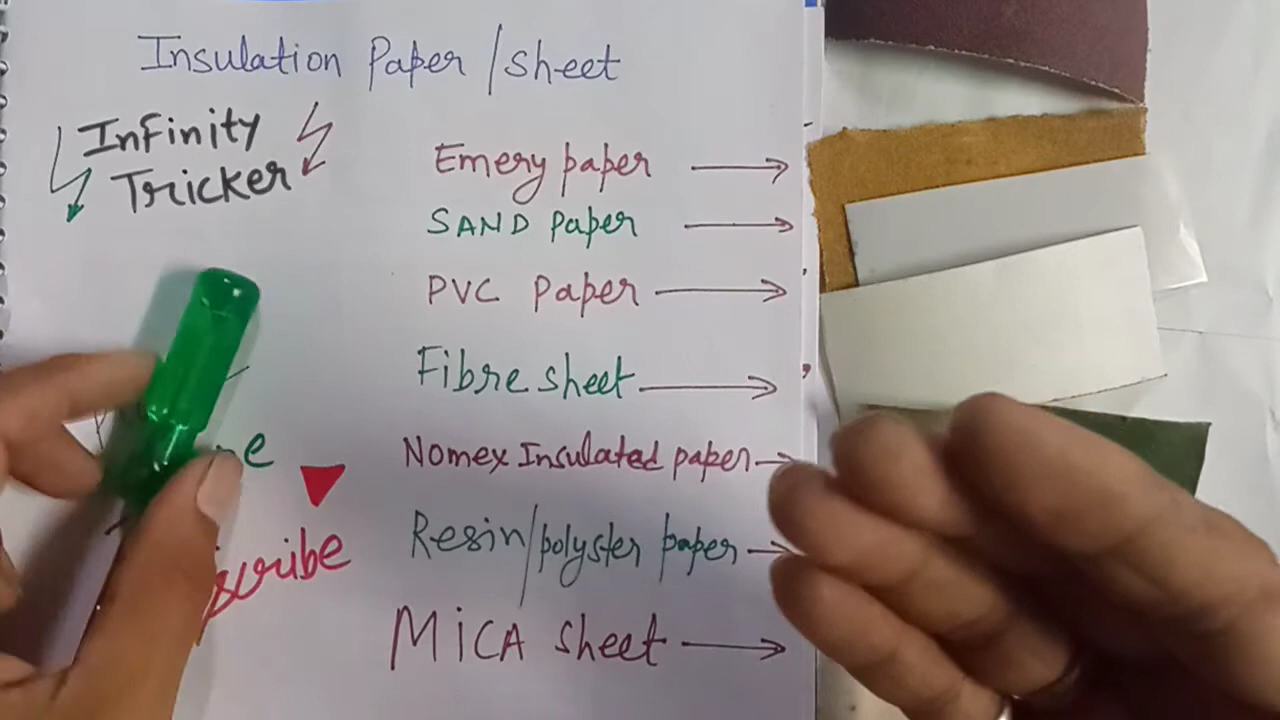 Insulation Paper/sheet
Infinity
Tricker
Emery paper
SAND Paper
PVC Paper
Fibre sheet
Nomex Insulated paper
Resin/polyster paper
MiCA sheet